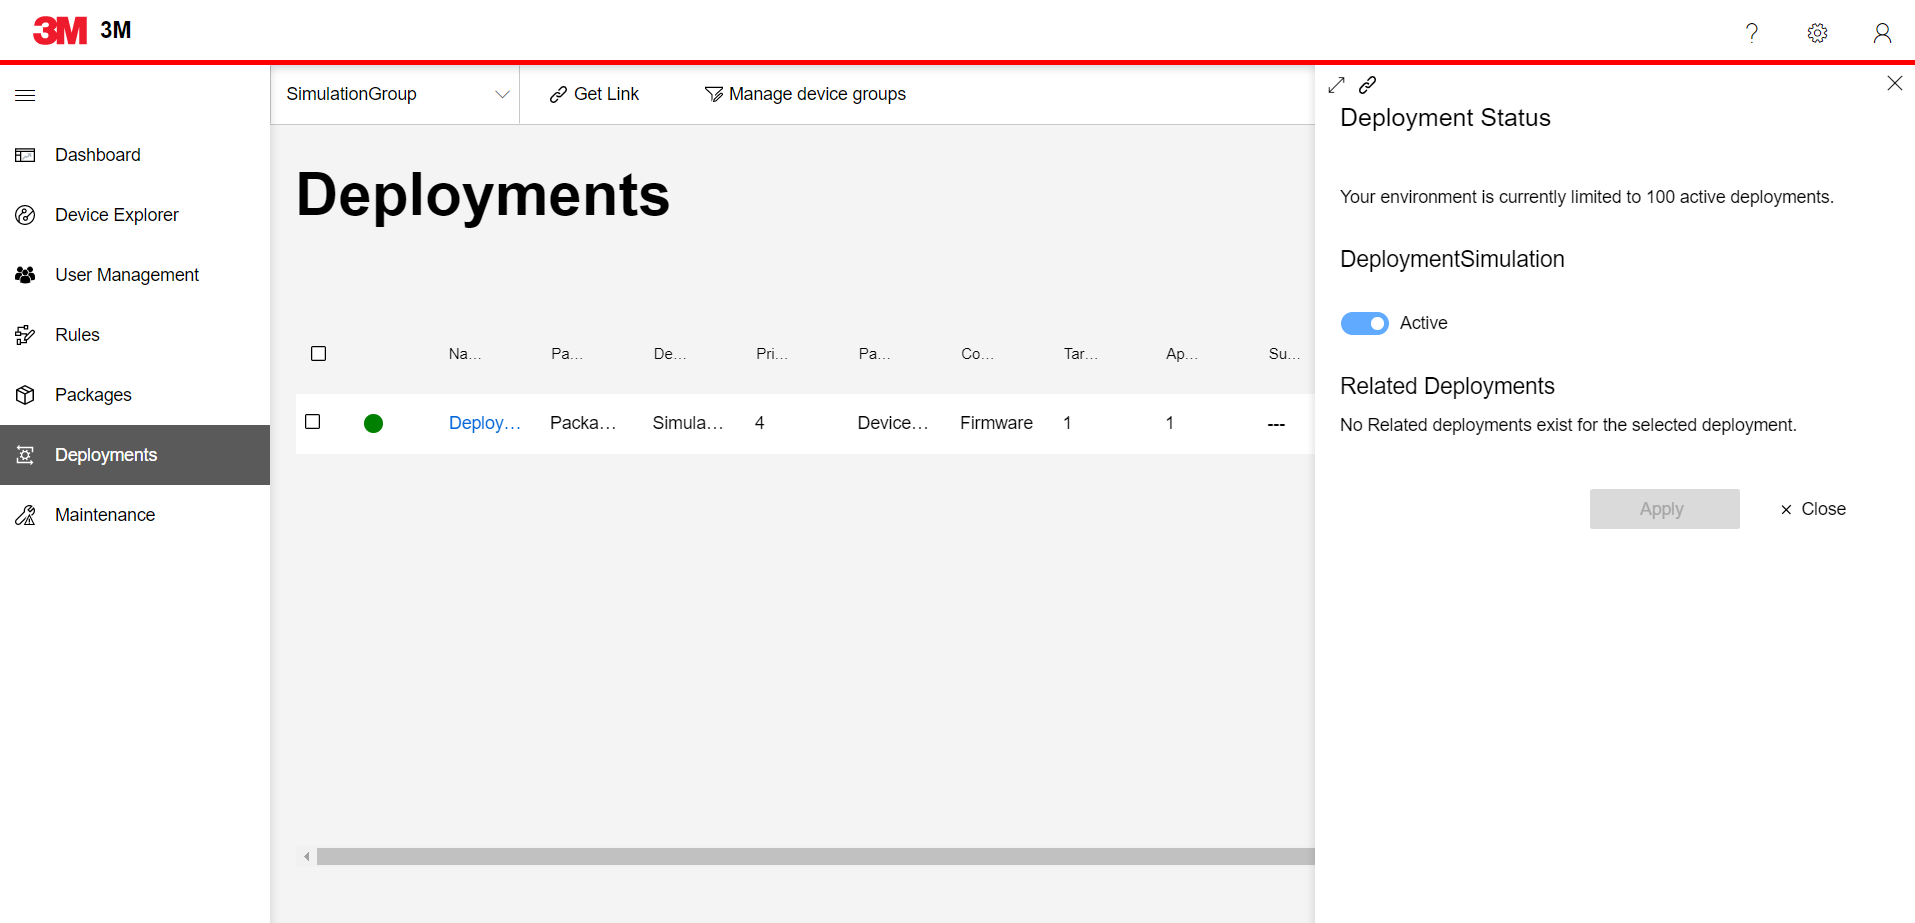 3M 3M
?
SimulationGroup
Get Link
Manage device groups
Dashboard
Device Explorer
User Management
Rules
Packages
Deployments
Maintenance
Deployments
Na... Pa... De... Pri... Pa... Co... Tar... Ap... Su...
Deploy... Packa... Simula... 4 Device... Firmware 1 1 ---
Deployment Status
Your environment is currently limited to 100 active deployments.
DeploymentSimulation
Active
Related Deployments
No Related deployments exist for the selected deployment.
Apply
Close